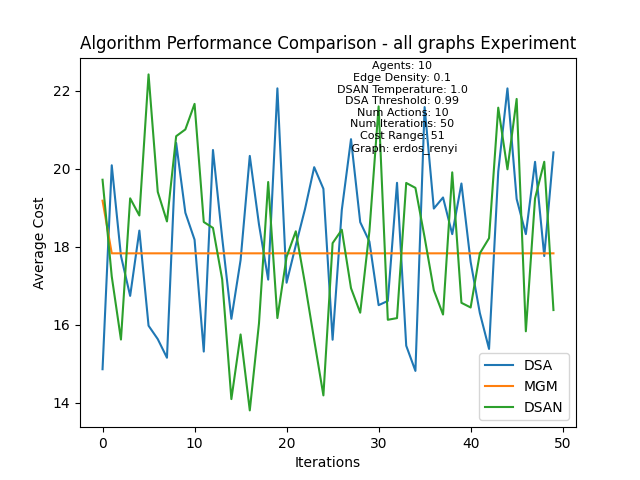 Algorithm Performance Comparison - all graphs Experiment
Agents: 10
Edge Density: 0.1
DSAN Temperature: 1.0
DSA Threshold: 0.99
Num Actions: 10
Num Iterations: 50
Cost Range: 51
Graph: erdos_renyi
Average Cost
22
20
18
16
14
0
10
20
30
40
50
Iterations
DSA
MGM
DSAN